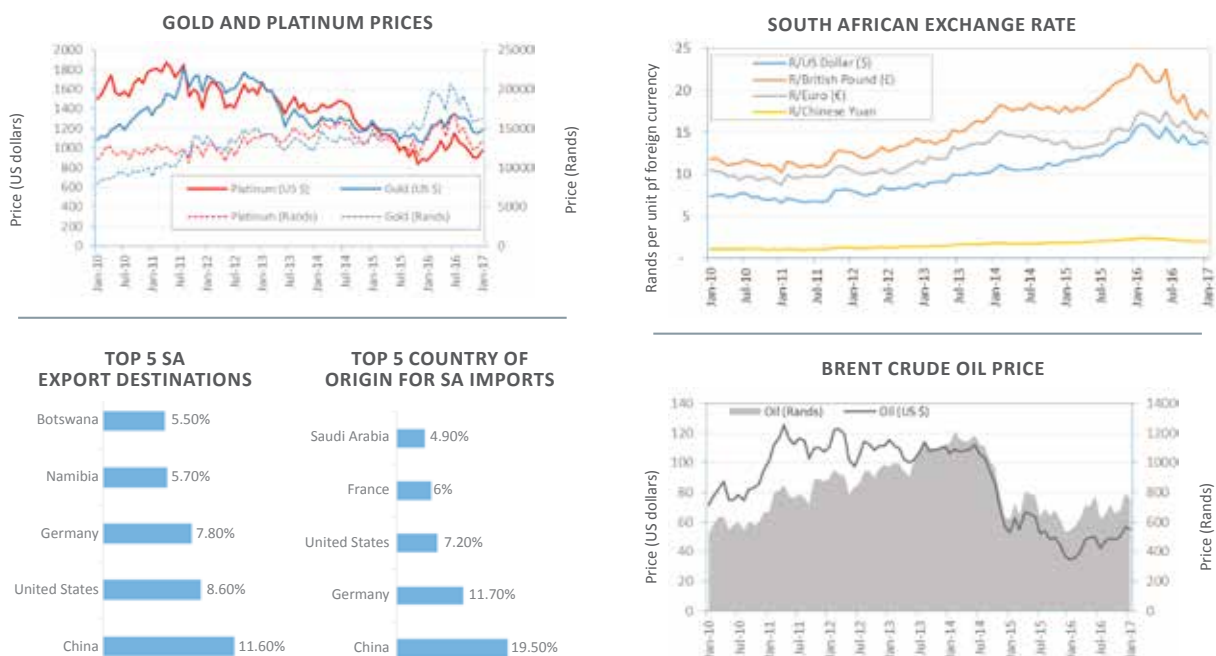 GOLD AND PLATINUM PRICES
Price (US dollars)
2000
1800
1600
1400
1200
1000
800
600
400
200
0
25000
20000
15000
10000
5000
0
Price (Rands)
Platinum (US $)
Gold (US $)
Platinum (Rands)
Gold (Rands)
Jan-10
Jul-10
Jan-11
Jul-11
Jan-12
Jul-12
Jan-13
Jul-13
Jan-14
Jul-14
Jan-15
Jul-15
Jan-16
Jul-16
Jan-17
SOUTH AFRICAN EXCHANGE RATE
Rands per unit pf foreign currency
25
20
15
10
5
-
R/US Dollar ($)
R/British Pound (£)
R/Euro (€)
R/Chinese Yuan
Jan-10
Jul-10
Jan-11
Jul-11
Jan-12
Jul-12
Jan-13
Jul-13
Jan-14
Jul-14
Jan-15
Jul-15
Jan-16
Jul-16
Jan-17
TOP 5 SA
EXPORT DESTINATIONS
Botswana 5.50%
Namibia 5.70%
Germany 7.80%
United States 8.60%
China 11.60%
TOP 5 COUNTRY OF
ORIGIN FOR SA IMPORTS
Saudi Arabia 4.90%
France 6%
United States 7.20%
Germany 11.70%
China 19.50%
BRENT CRUDE OIL PRICE
Price (US dollars)
140
120
100
80
60
40
20
0
Oil (Rands)
Oil (US $)
1400
1200
1000
800
600
400
200
0
Price (Rands)
Jan-10
Jul-10
Jan-11
Jul-11
Jan-12
Jul-12
Jan-13
Jul-13
Jan-14
Jul-14
Jan-15
Jul-15
Jan-16
Jul-16
Jan-17